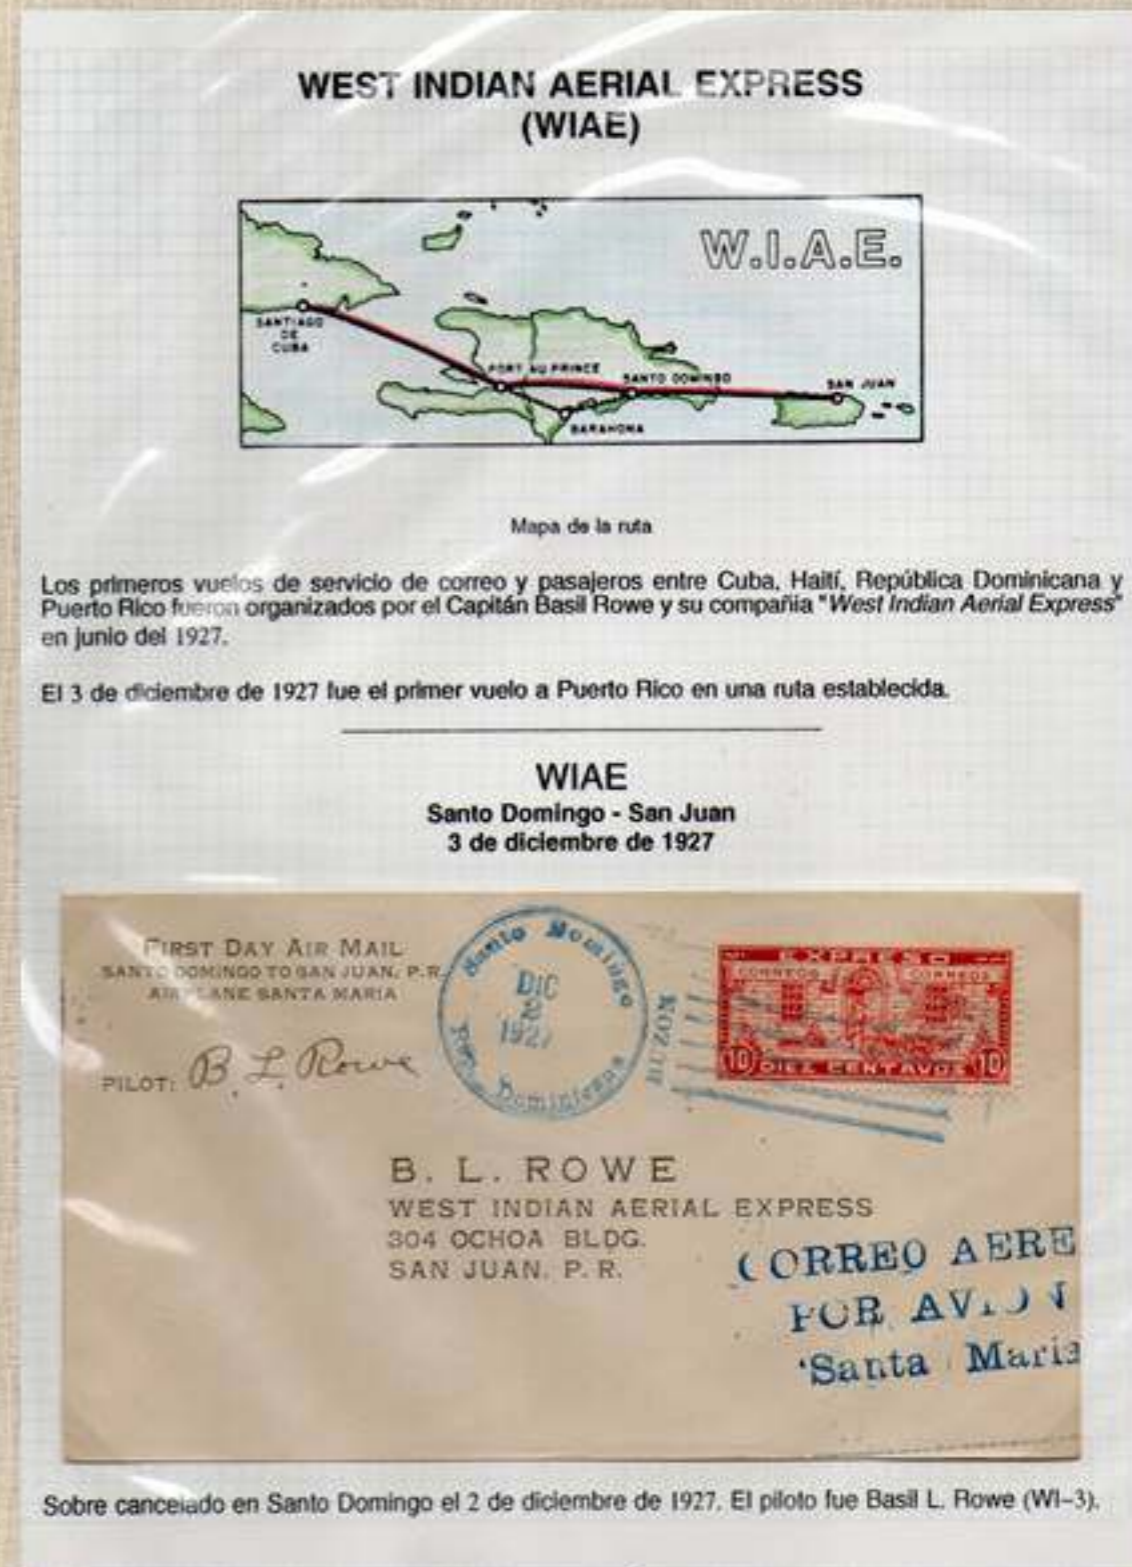 WEST INDIAN AERIAL EXPRESS
(WIAE)
W.I.A.E.
SANTIAGO
DE
CUBA
PORT AU PRINCE
SANTO DOMINGO
SAN JUAN
BARAHONA
Mapa de la ruta
Los primeros vuelos de servicio de correo y pasajeros entre Cuba, Haití, República Dominicana y
Puerto Rico fueron organizados por el Capitán Basil Rowe y su compañia "West Indian Aerial Express"
en junio del 1927.
El 3 de diciembre de 1927 fue el primer vuelo a Puerto Rico en una ruta establecida.
WIAE
Santo Domingo - San Juan
3 de diciembre de 1927
FIRST DAY AIR MAIL
SANTO DOMINGO TO SAN JUAN, P.R.
AIRPLANE SANTA MARIA
PILOT: B. L. Rowe
Santo Domingo
DIC
2
1927
Dominicana
EXPRESO
CORREOS CORREOS
10 DIEZ CENTAVOS 10
B. L. ROWE
WEST INDIAN AERIAL EXPRESS
304 OCHOA BLDG.
SAN JUAN, P. R.
CORREO AERE
POR AVION
"Santa Maria
Sobre cancelado en Santo Domingo el 2 de diciembre de 1927. El piloto fue Basil L. Rowe (WI-3).